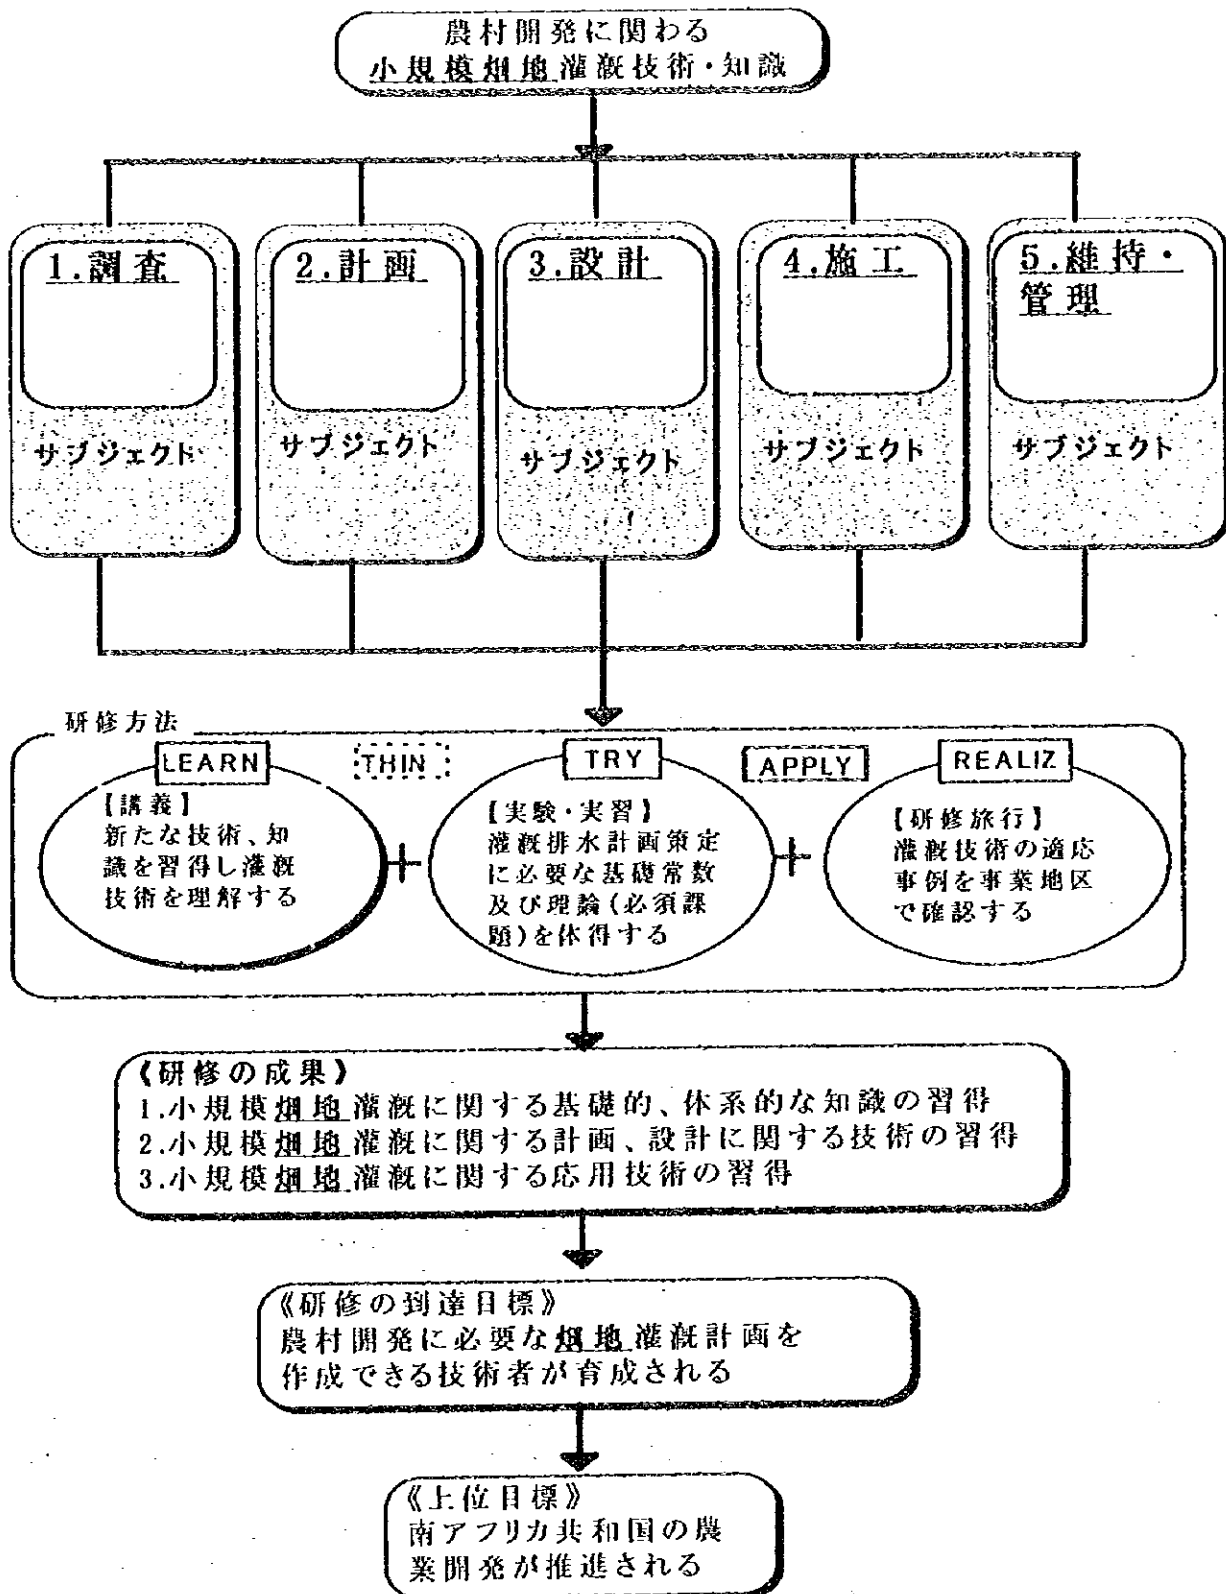 農村開発に関わる
小規模畑地灌漑技術・知識
1.調査
2.計画
3.設計
4.施工
5.維持・
管理
サブジェクト
サブジェクト
サブジェクト
サブジェクト
サブジェクト
研修方法
LEARN
THIN
TRY
APPLY
REALIZ
【講義】
新たな技術、知
識を習得し灌漑
技術を理解する
+
【実験・実習】
灌漑排水計画策定
に必要な基礎常数
及び理論(必須課
題)を体得する
+
【研修旅行】
灌漑技術の適応
事例を事業地区
で確認する
《研修の成果》
1.小規模畑地灌漑に関する基礎的、体系的な知識の習得
2.小規模畑地灌漑に関する計画、設計に関する技術の習得
3.小規模畑地灌漑に関する応用技術の習得
《研修の到達目標》
農村開発に必要な畑地灌漑計画を
作成できる技術者が育成される
《上位目標》
南アフリカ共和国の農
業開発が推進される